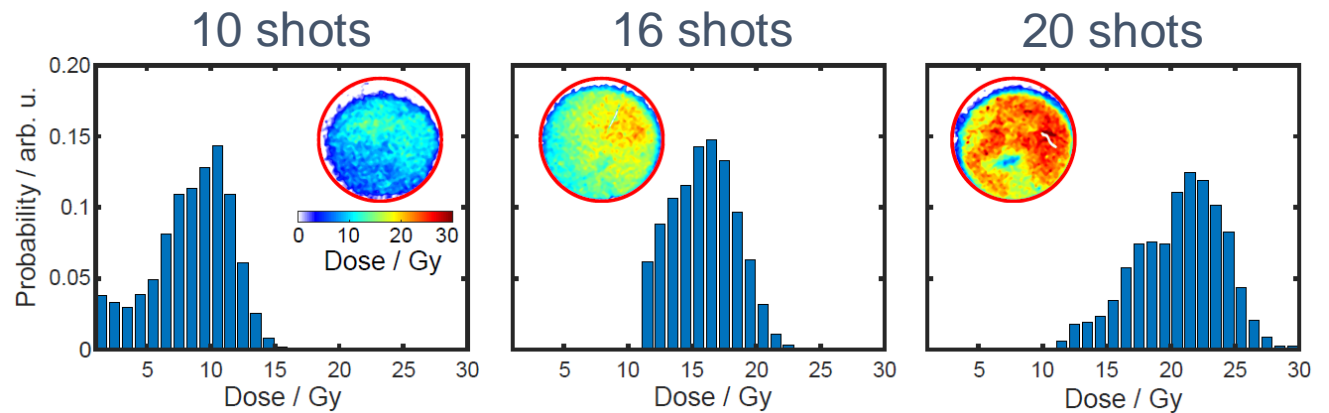 10 shots
16 shots
20 shots
0.20
0.15
0.1
0.05
0
Probability / arb. u.
0 10 20 30
Dose / Gy
5 10 15 20 25 30
Dose / Gy
5 10 15 20 25 30
Dose / Gy
5 10 15 20 25 30
Dose / Gy